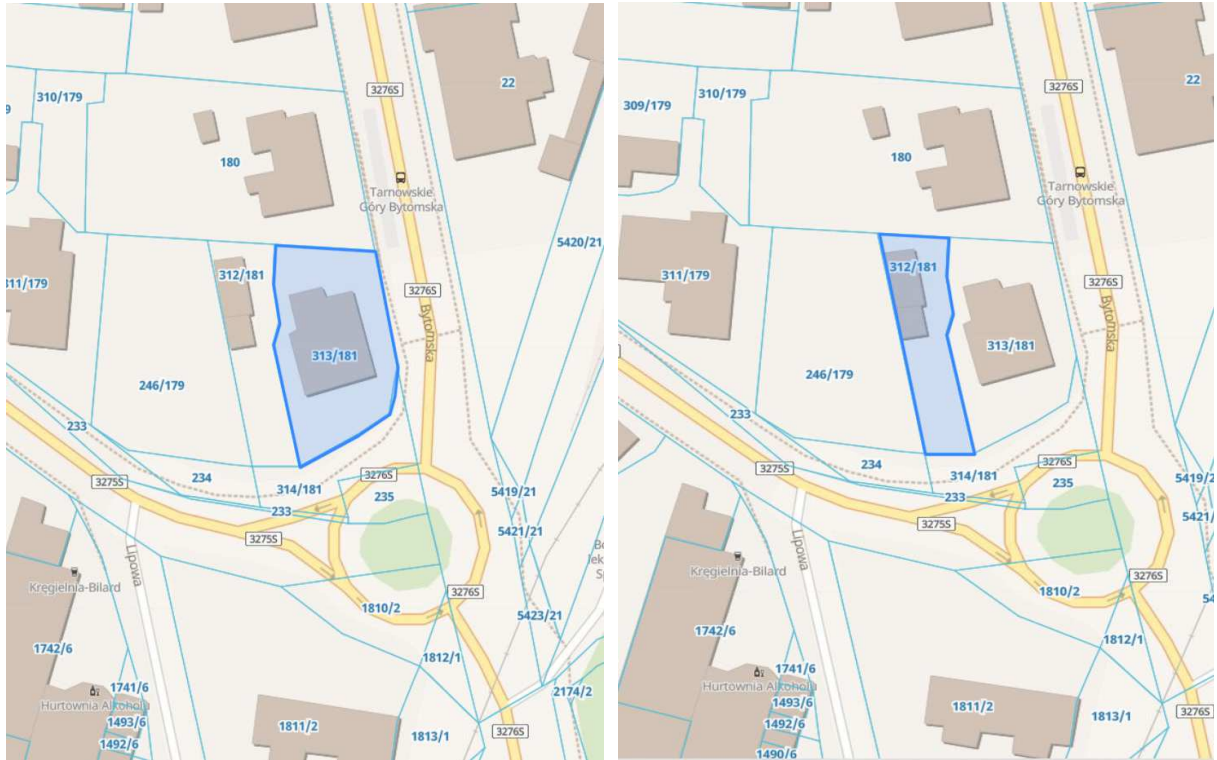 3276S
22
310/179
9
180
Tarnowskie
Góry Bytomska
5420/21
312/181
311/179
3276S
Bytomska
313/181
246/179
233
234
3275S
3276S
314/181
235
233
5419/21
5421/21
3275S
Lipowa
Kręgielnia-Bilard
3276S
1810/2
5423/21
1742/6
1812/1
1741/6
2174/2
Hurtownia Alkoholu
1493/6
1811/2
1492/6
1813/1
3276S
3276S
22
309/179
310/179
180
Tarnowskie
Góry Bytomska
312/181
311/179
3276S
Bytomska
313/181
246/179
233
234
3275S
3276S
314/181
235
233
5419/2
5421/
3275S
Lipowa
Kręgielnia-Bilard
3276S
1810/2
54
1742/6
1812/1
1741/6
Hurtownia Alkoholu
1493/6
1811/2
1492/6
1813/1
3276S
1490/6